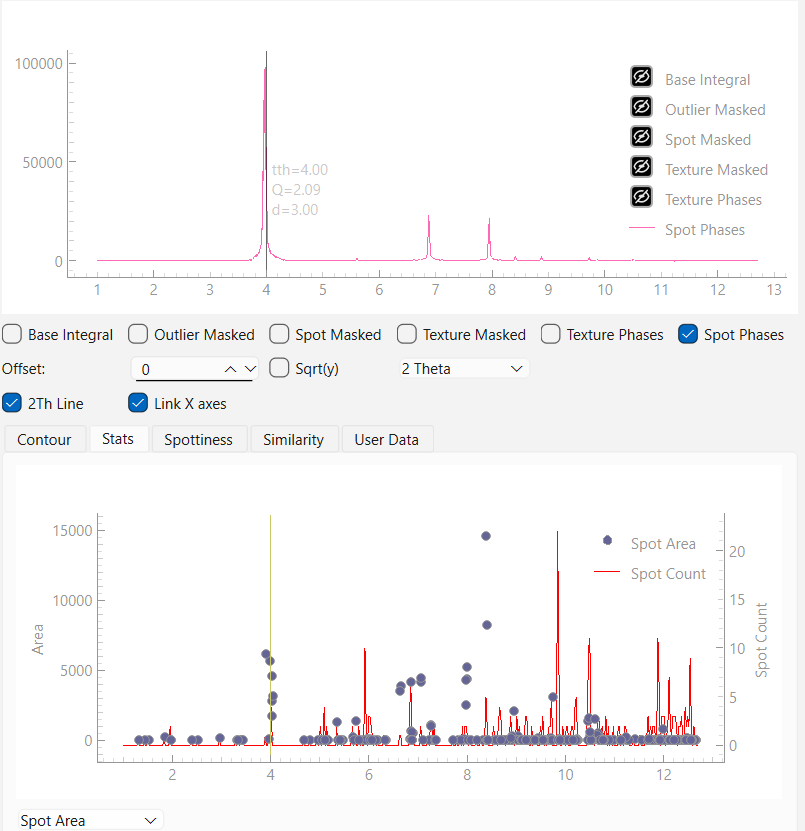 100000
50000
0
tth=4.00
Q=2.09
d=3.00
Base Integral
Outlier Masked
Spot Masked
Texture Masked
Texture Phases
Spot Phases
1 2 3 4 5 6 7 8 9 10 11 12 13
Base Integral Outlier Masked Spot Masked Texture Masked Texture Phases Spot Phases
Offset: 0 Sqrt(y) 2 Theta
2Th Line Link X axes
Contour Stats Spottiness Similarity User Data
15000
10000
5000
0
Area
Spot Area
Spot Count
20
15
10
5
0
Spot Count
2 4 6 8 10 12
Spot Area